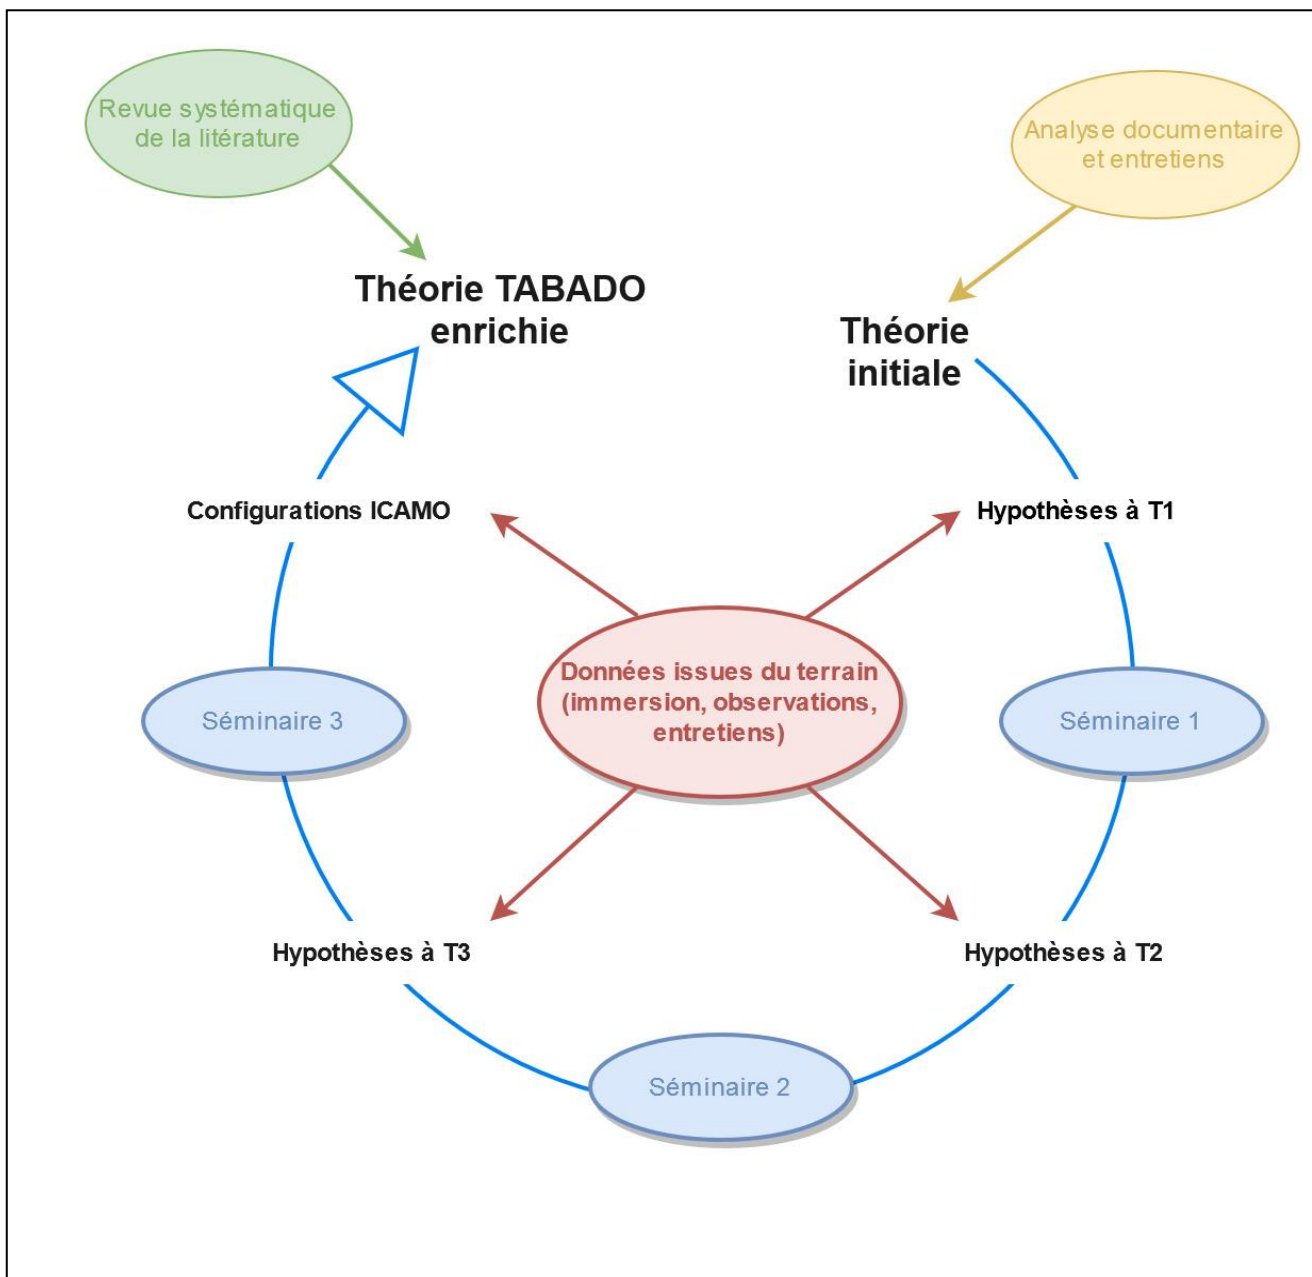 Revue systématique
de la litérature
Analyse documentaire
et entretiens
Théorie TABADO
enrichie
Théorie
initiale
Configurations ICAMO
Hypothèses à T1
Données issues du terrain
(immersion, observations,
entretiens)
Séminaire 3
Séminaire 1
Hypothèses à T3
Hypothèses à T2
Séminaire 2